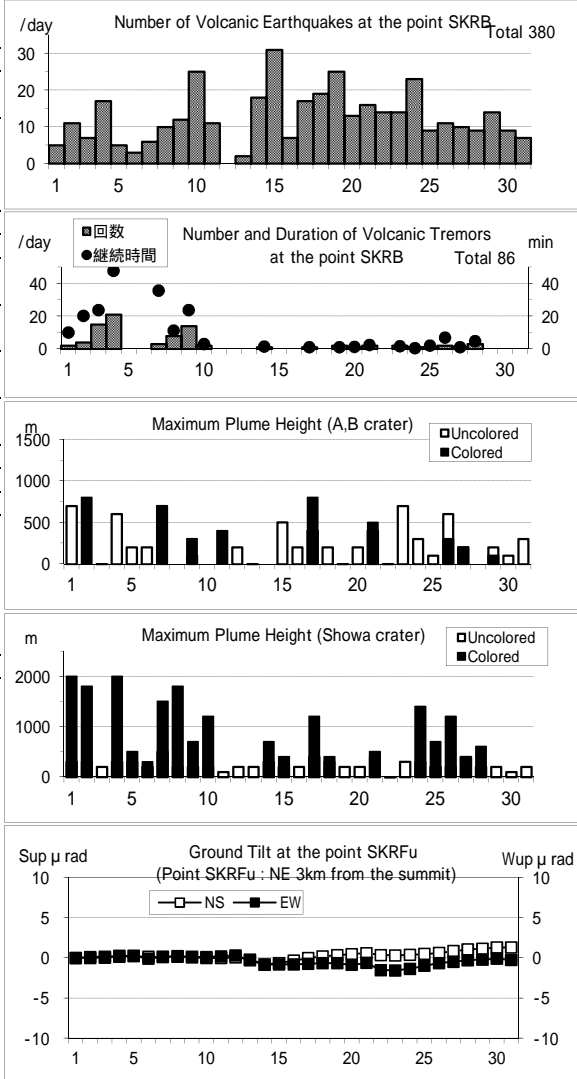 /day Number of Volcanic Earthquakes at the point SKRB Total 380
30
20
10
0
1 5 10 15 20 25 30
/day 回数 Number and Duration of Volcanic Tremors min
継続時間 at the point SKRB Total 86
40 40
20 20
0 0
1 5 10 15 20 25 30
m Maximum Plume Height (A,B crater)
1500 Uncolored
Colored
1000
500
0
1 5 10 15 20 25 30
m Maximum Plume Height (Showa crater)
Uncolored
Colored
2000
1000
0
1 5 10 15 20 25 30
Sup μ rad Ground Tilt at the point SKRFu Wup μ rad
(Point SKRFu : NE 3km from the summit)
10 10
NS EW
5 5
0 0
-5 -5
-10 -10
1 5 10 15 20 25 30